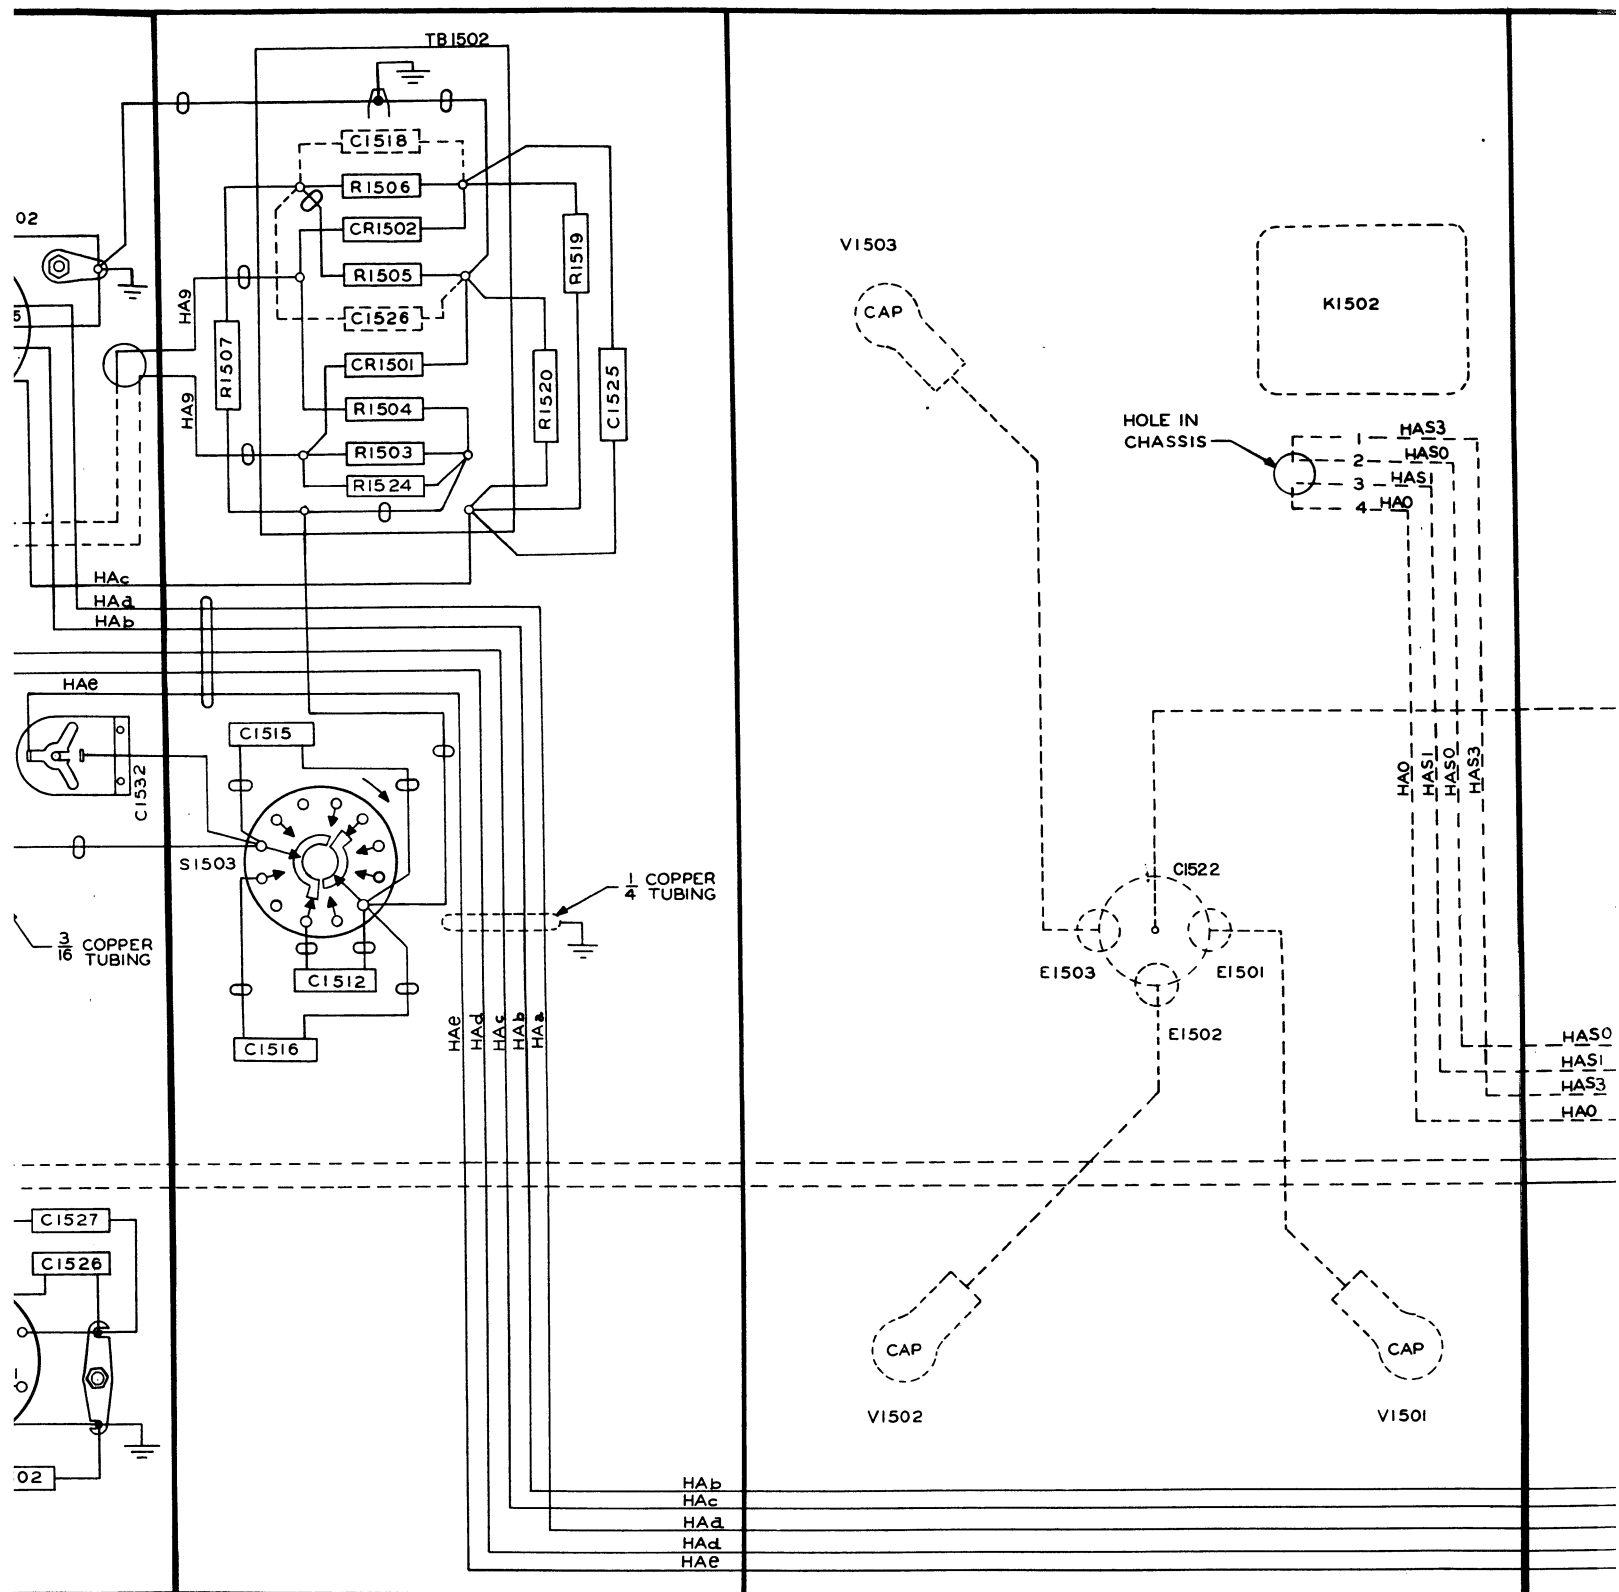 TB1502
C1518
R1506
CR1502
R1505
C1526
CR1501
R1504
R1503
R1524
R1519
R1520
C1525
R1507
HA9
HA9
02
5
HAc
HAa
HAb
HAe
C1532
C1515
S1503
C1512
C1516
1/4 COPPER
TUBING
3/16 COPPER
TUBING
HAe
HAd
HAc
HAb
HAa
C1527
C1526
02
V1503
CAP
K1502
HOLE IN
CHASSIS
1 HAS3
2 HAS0
3 HAS1
4 HA0
HA0
HAS1
HAS0
HAS3
C1522
E1503
E1501
E1502
HAS0
HAS1
HAS3
HA0
CAP
V1502
CAP
V1501
HAb
HAc
HAa
HAd
HAe